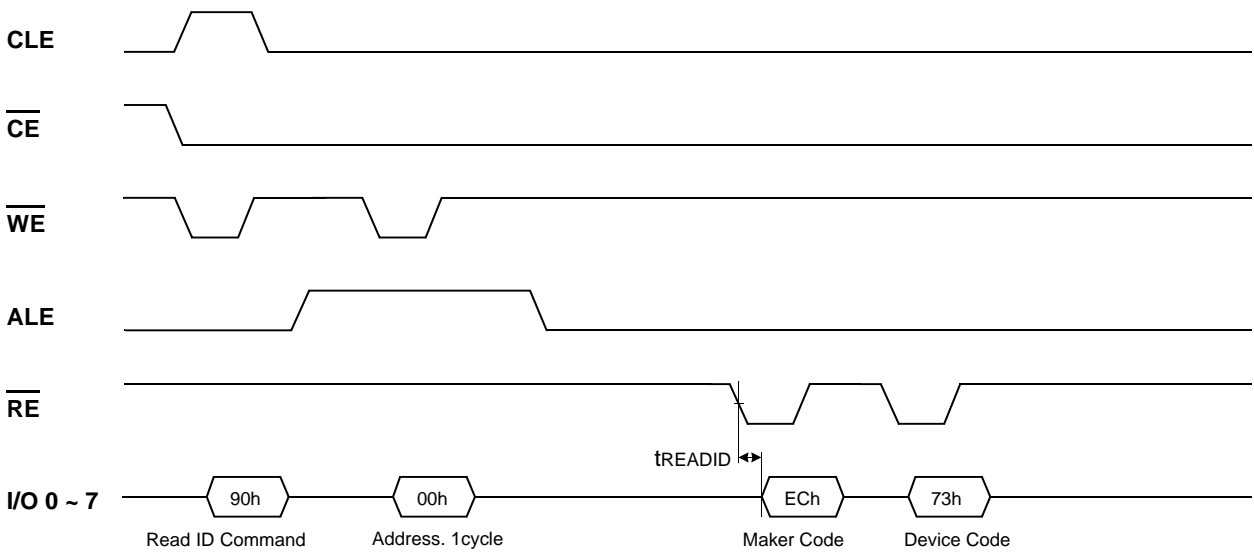 CLE
CE
WE
ALE
RE
tREADID
I/O 0 ~ 7
90h
00h
ECh
73h
Read ID Command
Address. 1cycle
Maker Code
Device Code